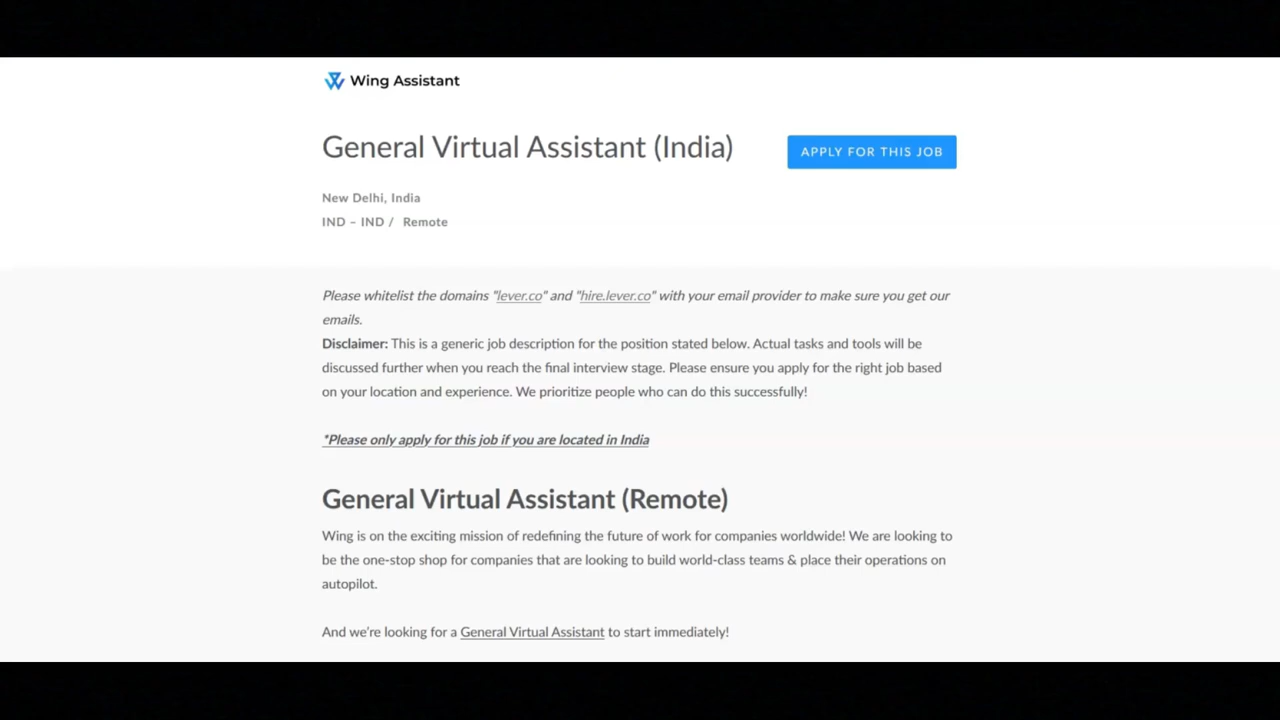 Wing Assistant
General Virtual Assistant (India)
APPLY FOR THIS JOB
New Delhi, India
IND – IND / Remote
Please whitelist the domains "lever.co" and "hire.lever.co" with your email provider to make sure you get our
emails.
Disclaimer: This is a generic job description for the position stated below. Actual tasks and tools will be
discussed further when you reach the final interview stage. Please ensure you apply for the right job based
on your location and experience. We prioritize people who can do this successfully!
*Please only apply for this job if you are located in India
General Virtual Assistant (Remote)
Wing is on the exciting mission of redefining the future of work for companies worldwide! We are looking to
be the one-stop shop for companies that are looking to build world-class teams & place their operations on
autopilot.
And we're looking for a General Virtual Assistant to start immediately!